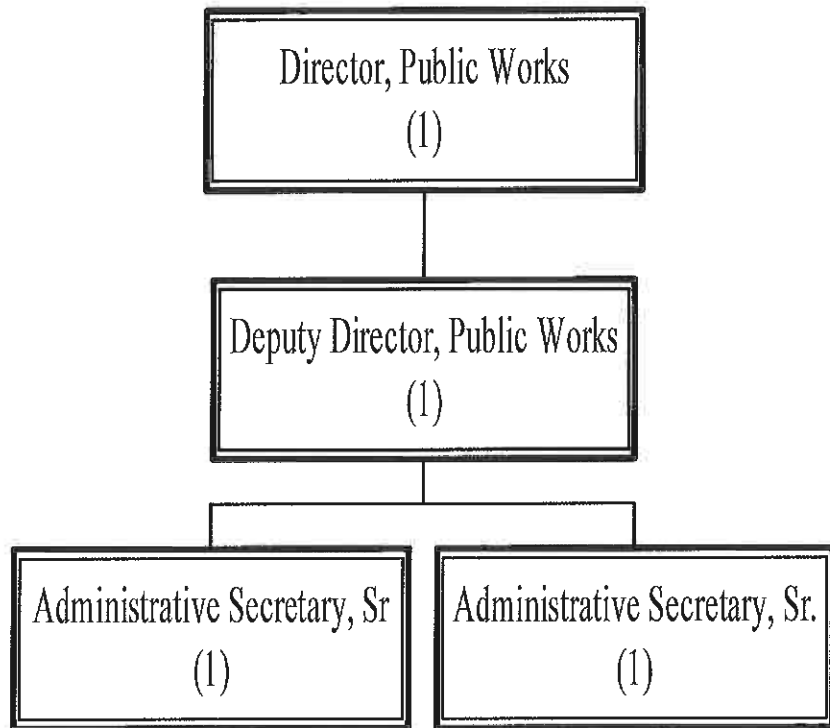 Director, Public Works
(1)
Deputy Director, Public Works
(1)
Administrative Secretary, Sr
(1)
Administrative Secretary, Sr.
(1)